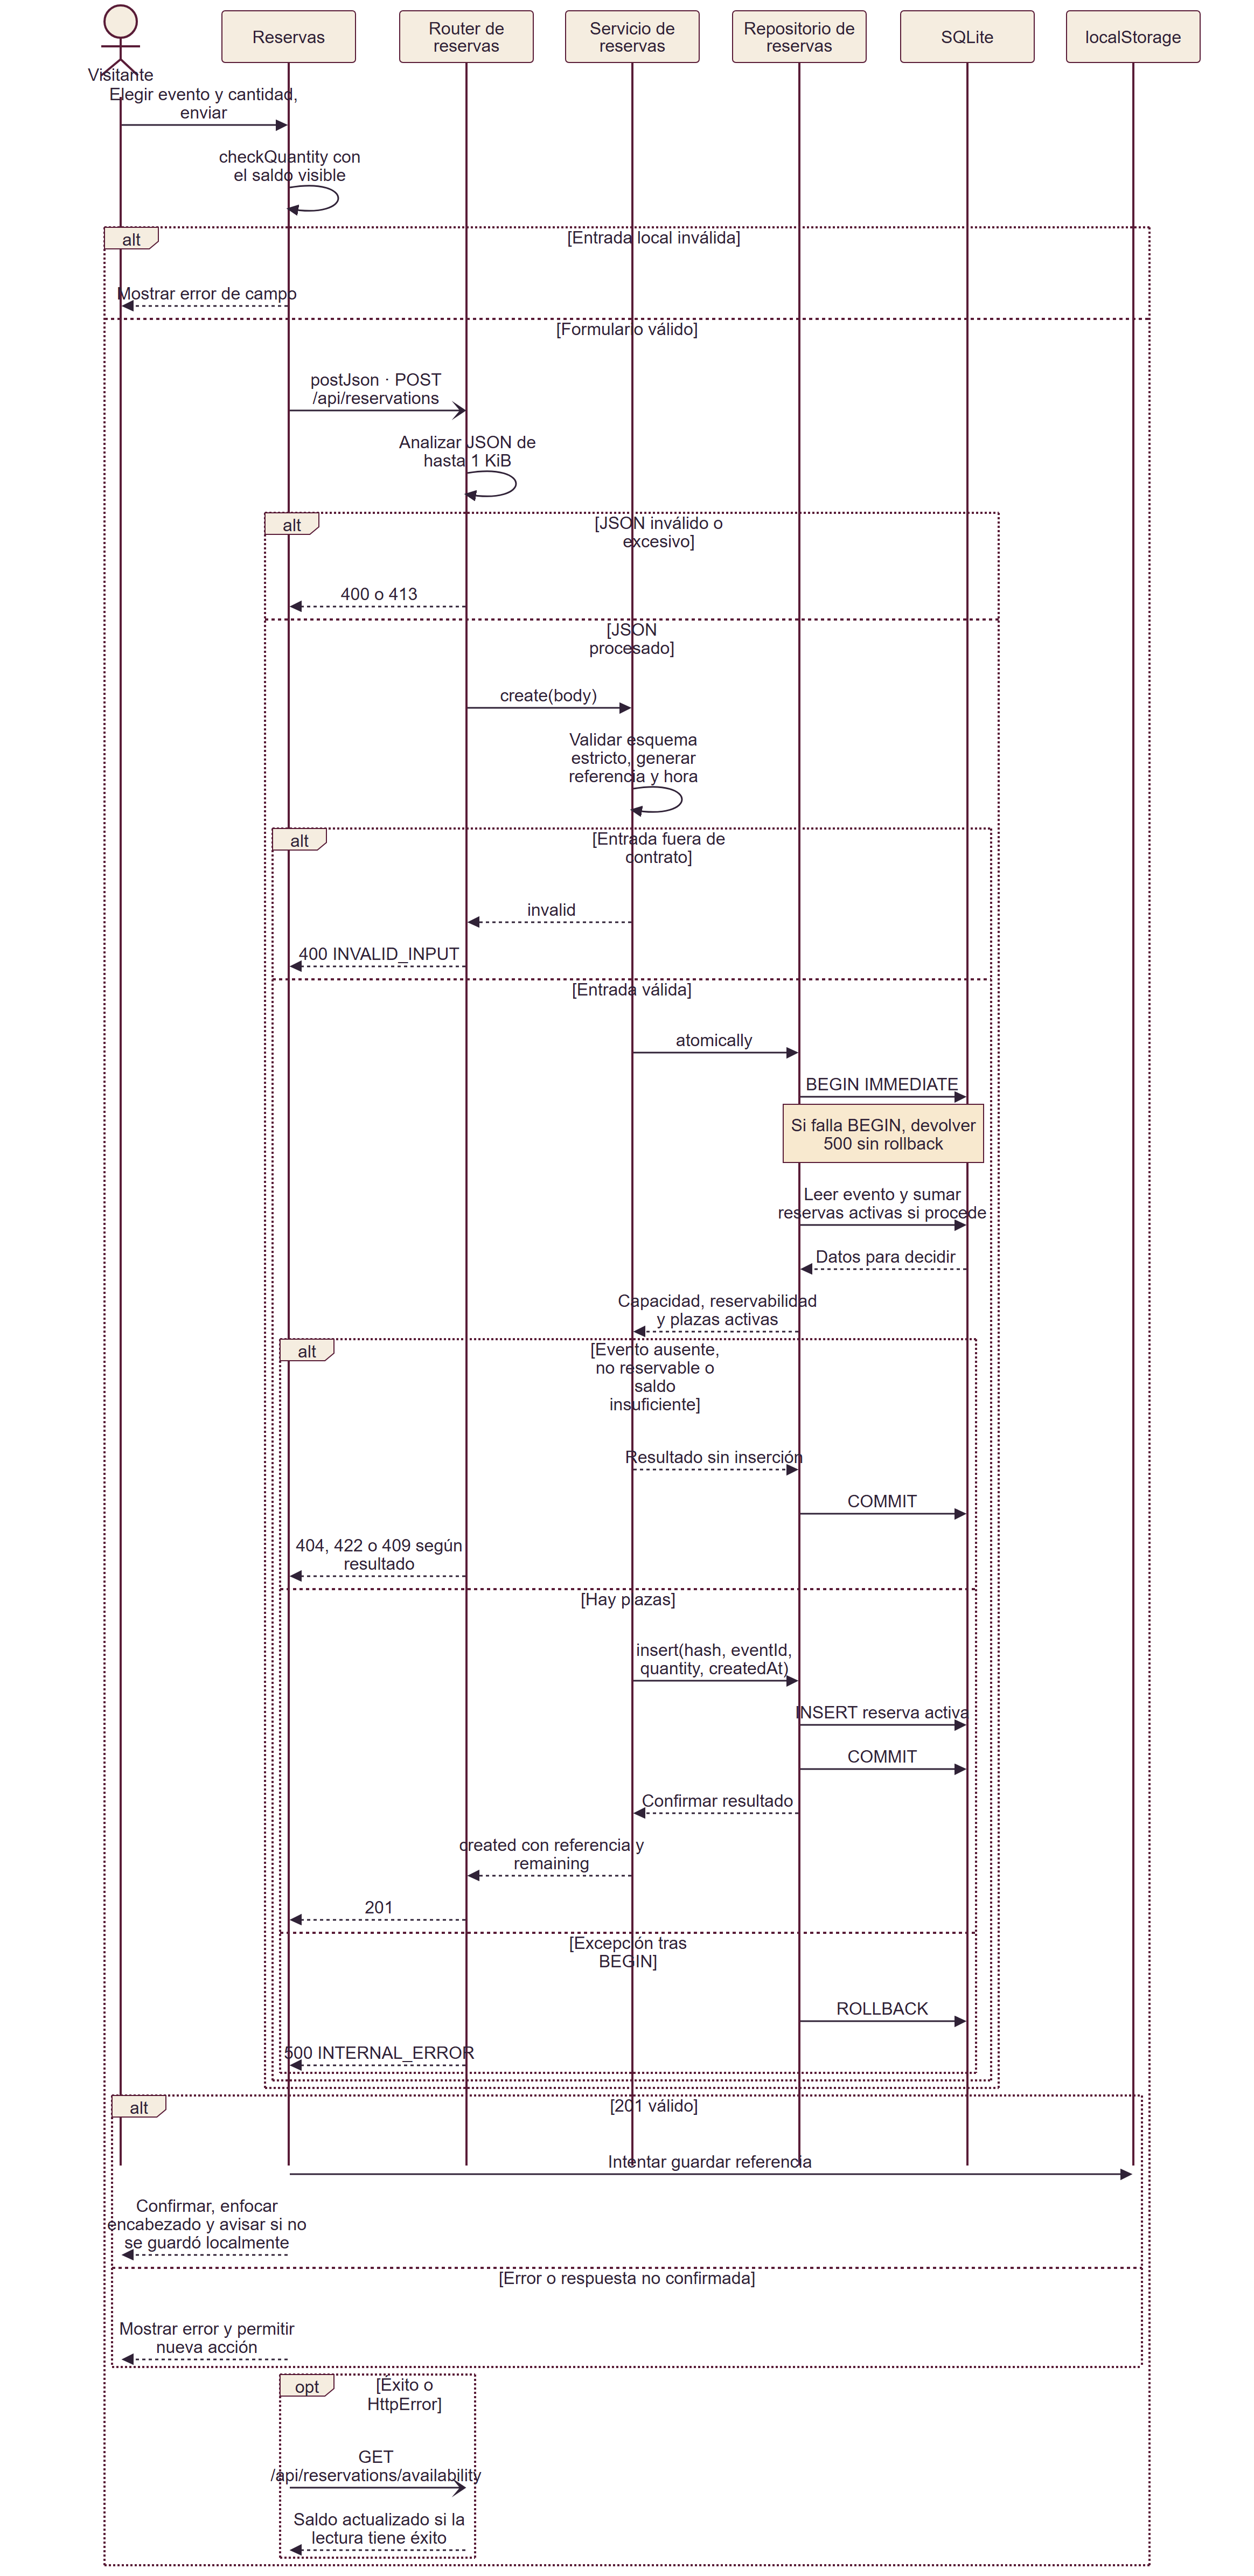 Reservas
Router de
reservas
Servicio de
reservas
Repositorio de
reservas
SQLite
localStorage
Visitante
Elegir evento y cantidad,
enviar
checkQuantity con
el saldo visible
alt
[Entrada local inválida]
Mostrar error de campo
[Formulario válido]
postJson · POST
/api/reservations
Analizar JSON de
hasta 1 KiB
alt
[JSON inválido o
excesivo]
400 o 413
[JSON
procesado]
create(body)
Validar esquema
estricto, generar
referencia y hora
alt
[Entrada fuera de
contrato]
invalid
400 INVALID_INPUT
[Entrada válida]
atomically
BEGIN IMMEDIATE
Si falla BEGIN, devolver
500 sin rollback
Leer evento y sumar
reservas activas si procede
Datos para decidir
Capacidad, reservabilidad
y plazas activas
alt
[Evento ausente,
no reservable o
saldo
insuficiente]
Resultado sin inserción
COMMIT
404, 422 o 409 según
resultado
[Hay plazas]
insert(hash, eventId,
quantity, createdAt)
INSERT reserva activa
COMMIT
Confirmar resultado
created con referencia y
remaining
201
[Excepción tras
BEGIN]
ROLLBACK
500 INTERNAL_ERROR
alt
[201 válido]
Intentar guardar referencia
Confirmar, enfocar
encabezado y avisar si no
se guardó localmente
[Error o respuesta no confirmada]
Mostrar error y permitir
nueva acción
opt
[Éxito o
HttpError]
GET
/api/reservations/availability
Saldo actualizado si la
lectura tiene éxito